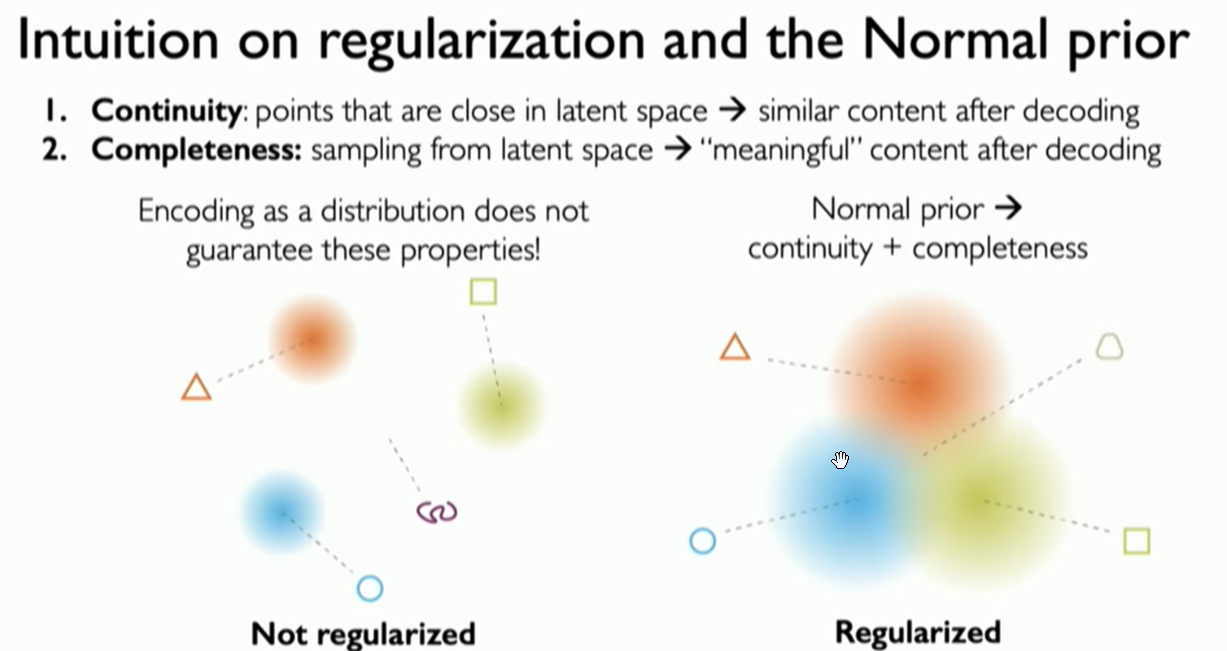 Intuition on regularization and the Normal prior
1. Continuity: points that are close in latent space → similar content after decoding
2. Completeness: sampling from latent space → "meaningful" content after decoding
Encoding as a distribution does not
guarantee these properties!
Normal prior →
continuity + completeness
Not regularized
Regularized